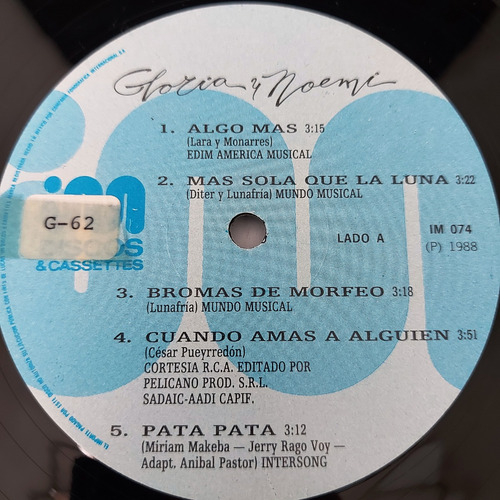 Gloria y Noemi
1. ALGO MAS 3:15
(Lara y Monarres)
EDIM AMERICA MUSICAL
2. MAS SOLA QUE LA LUNA 3:22
(Diter y Lunafría) MUNDO MUSICAL
G-62
DISCOS
& CASSETTES
LADO A
IM 074
(P) 1988
3. BROMAS DE MORFEO 3:18
(Lunafría) MUNDO MUSICAL
4. CUANDO AMAS A ALGUIEN 3:51
(César Pueyrredón)
CORTESIA R.C.A. EDITADO POR
PELICANO PROD. S.R.L.
SADAIC-AADI CAPIF.
5. PATA PATA 3:12
(Miriam Makeba — Jerry Rago Voy —
Adapt. Anibal Pastor) INTERSONG